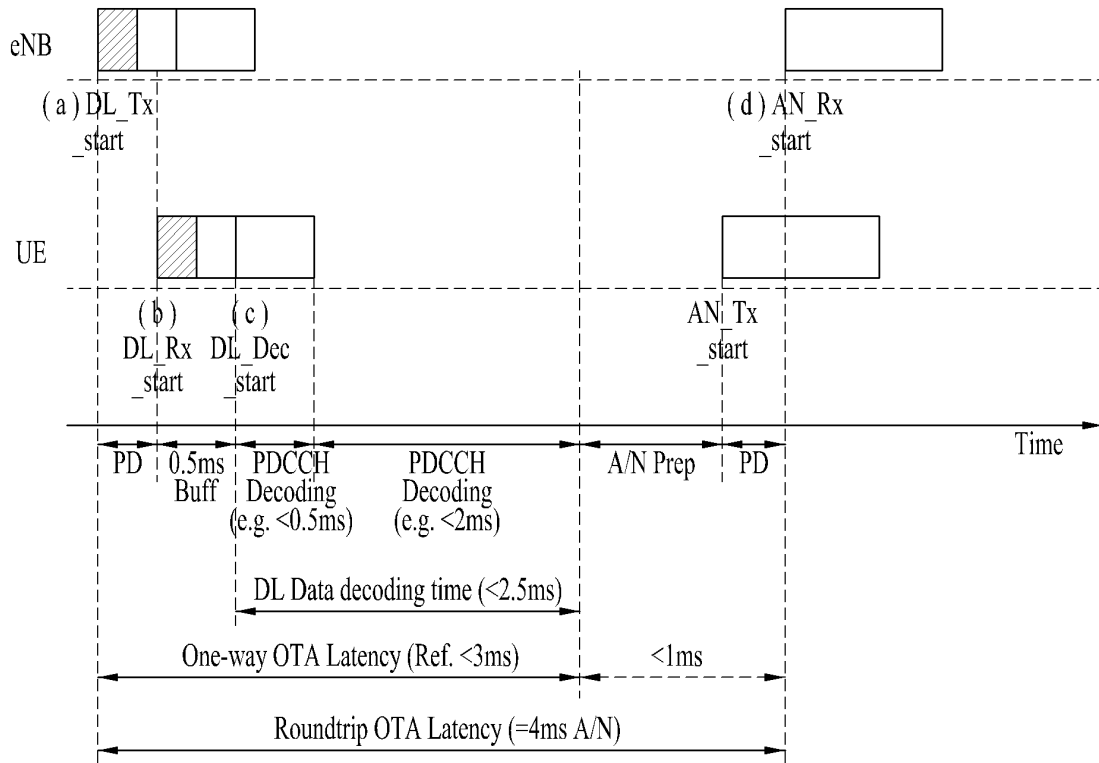 eNB
( a ) DL_Tx
_start
( d ) AN_Rx
_start
UE
( b )
DL_Rx
_start
( c )
DL_Dec
_start
AN_Tx
_start
Time
PD
0.5ms
Buff
PDCCH
Decoding
(e.g. <0.5ms)
PDCCH
Decoding
(e.g. <2ms)
A/N Prep
PD
DL Data decoding time (<2.5ms)
One-way OTA Latency (Ref. <3ms)
<1ms
Roundtrip OTA Latency (=4ms A/N)